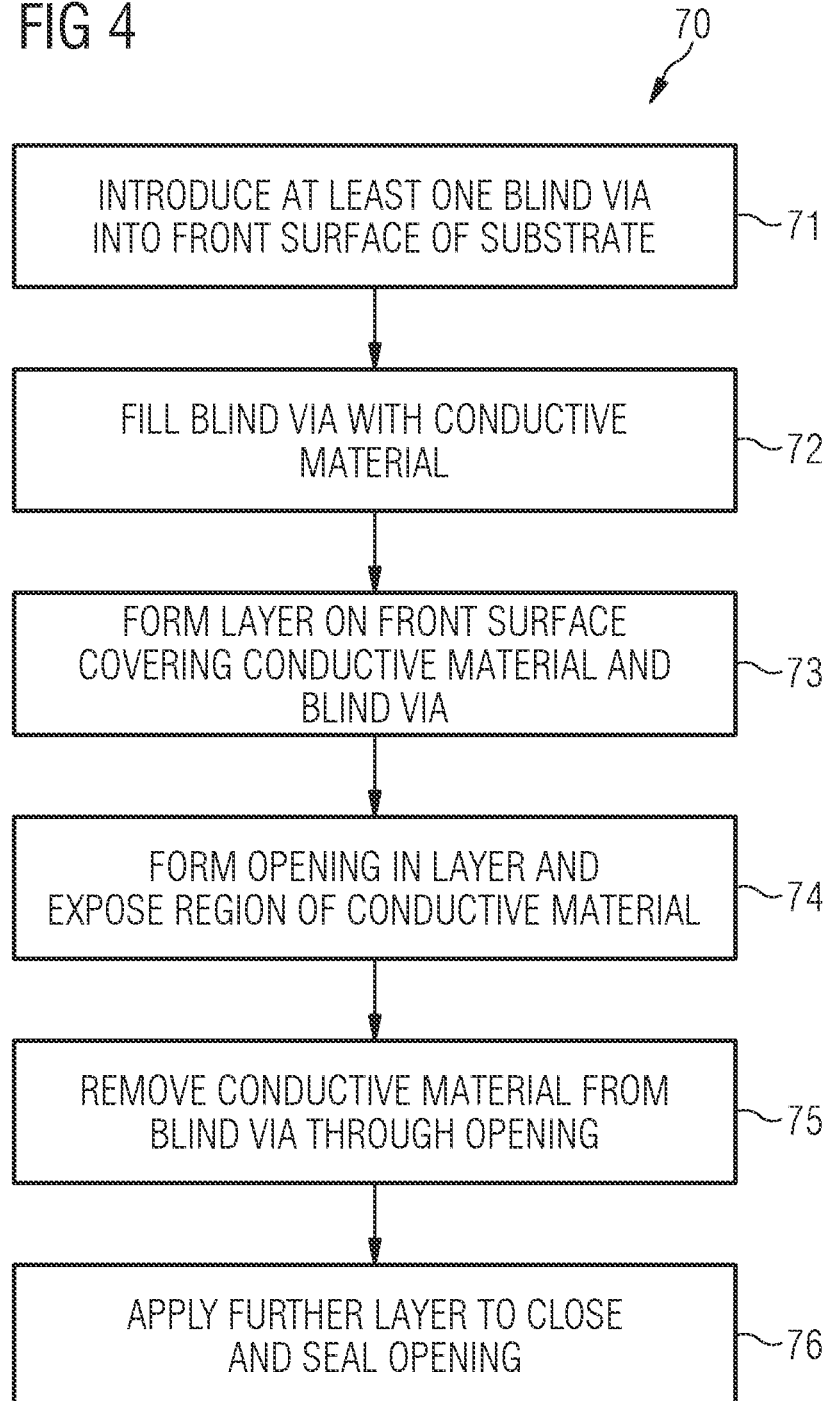 FIG 4
70
INTRODUCE AT LEAST ONE BLIND VIA
INTO FRONT SURFACE OF SUBSTRATE
71
FILL BLIND VIA WITH CONDUCTIVE
MATERIAL
72
FORM LAYER ON FRONT SURFACE
COVERING CONDUCTIVE MATERIAL AND
BLIND VIA
73
FORM OPENING IN LAYER AND
EXPOSE REGION OF CONDUCTIVE MATERIAL
74
REMOVE CONDUCTIVE MATERIAL FROM
BLIND VIA THROUGH OPENING
75
APPLY FURTHER LAYER TO CLOSE
AND SEAL OPENING
76